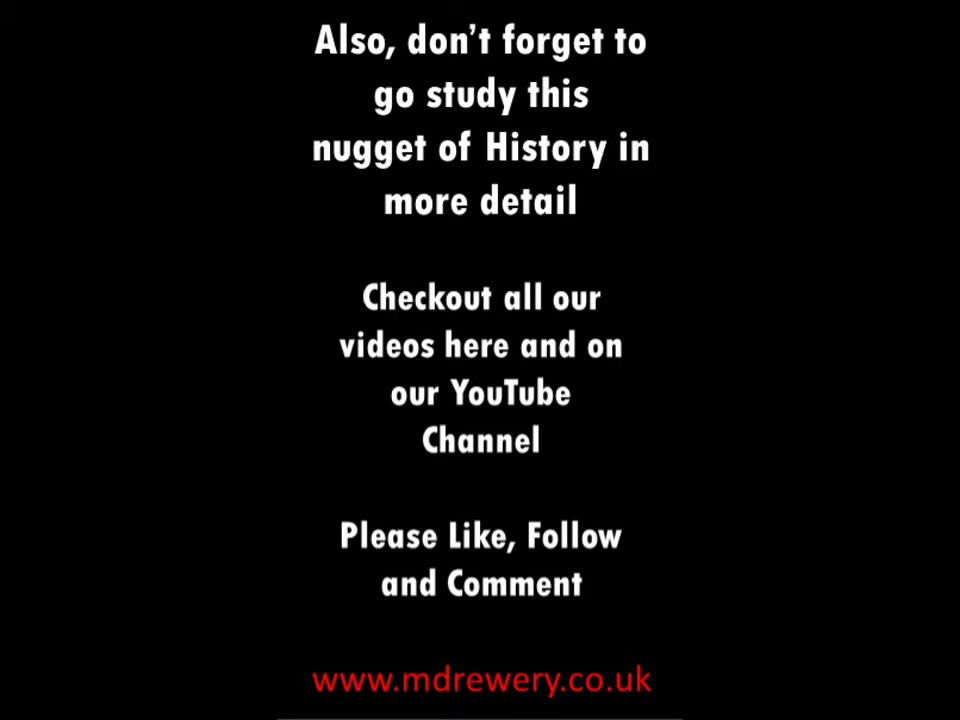 Also, don't forget to
go study this
nugget of History in
more detail
Checkout all our
videos here and on
our YouTube
Channel
Please Like, Follow
and Comment
www.mdrewery.co.uk